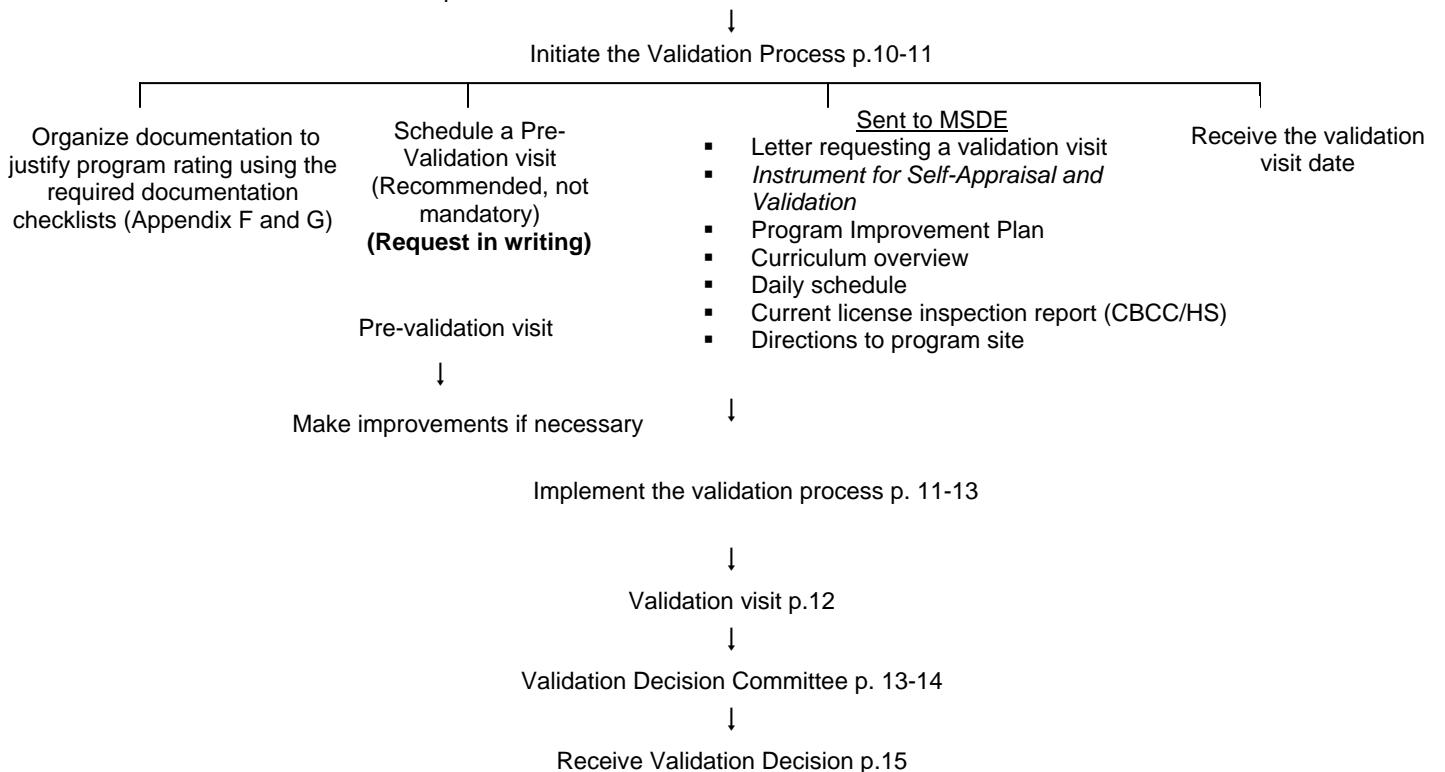 ↓
Initiate the Validation Process p.10-11
Organize documentation to
justify program rating using the
required documentation
checklists (Appendix F and G)
Schedule a Pre-
Validation visit
(Recommended, not
mandatory)
(Request in writing)
Pre-validation visit
↓
Make improvements if necessary
Sent to MSDE
▪ Letter requesting a validation visit
▪ Instrument for Self-Appraisal and
Validation
▪ Program Improvement Plan
▪ Curriculum overview
▪ Daily schedule
▪ Current license inspection report (CBCC/HS)
▪ Directions to program site
Receive the validation
visit date
↓
Implement the validation process p. 11-13
↓
Validation visit p.12
↓
Validation Decision Committee p. 13-14
↓
Receive Validation Decision p.15